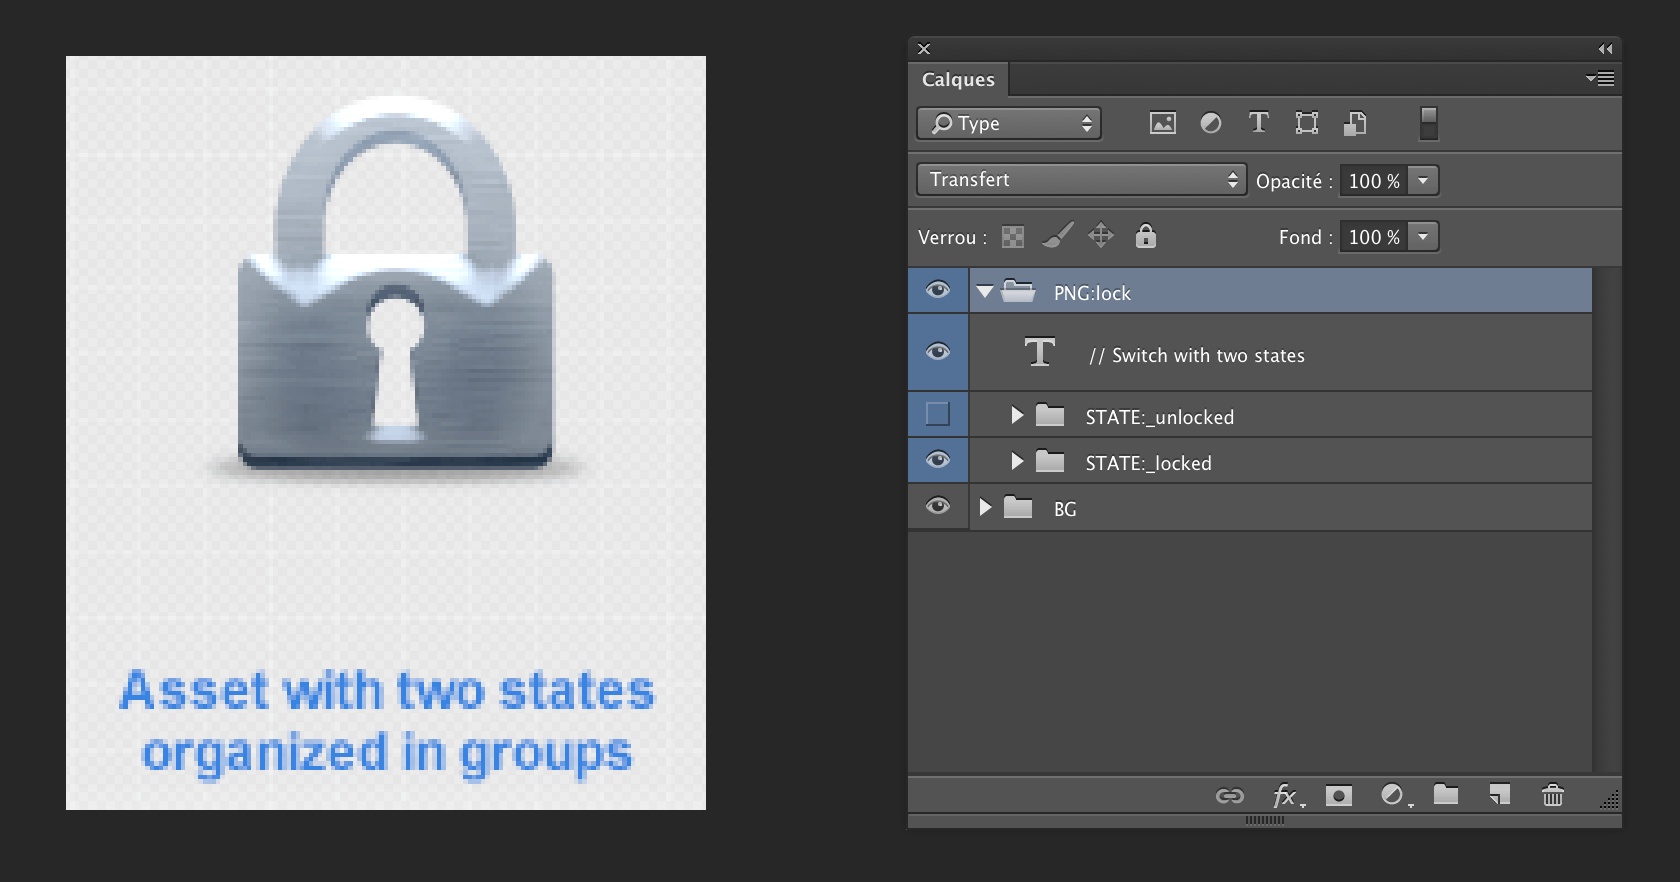 Asset with two states
organized in groups
Calques
Type
Transfert
Opacité : 100 %
Verrou :
Fond : 100 %
PNG:lock
// Switch with two states
STATE:_unlocked
STATE:_locked
BG
fx